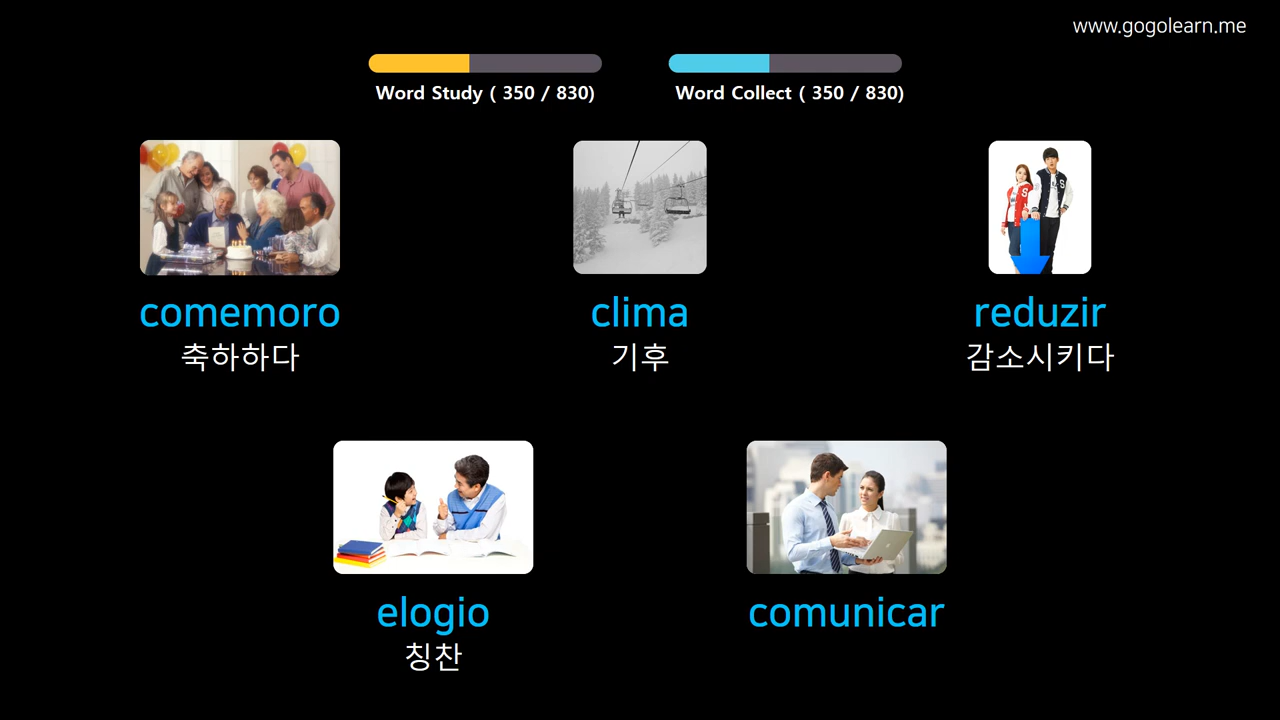 www.gogolearn.me
Word Study ( 350 / 830)
Word Collect ( 350 / 830)
comemoro
축하하다
clima
기후
reduzir
감소시키다
elogio
칭찬
comunicar